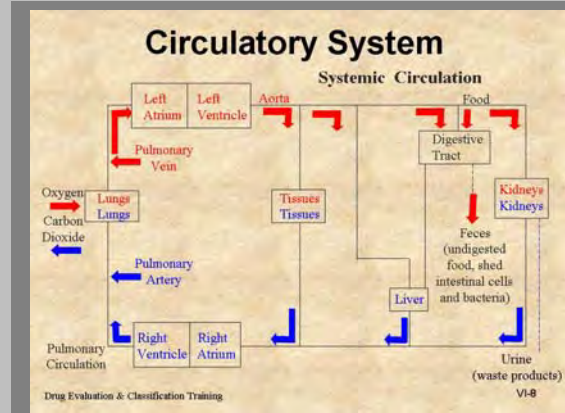 Circulatory System
Systemic Circulation
Left
Atrium
Left
Ventricle
Aorta
Food
Pulmonary
Vein
Digestive
Tract
Oxygen
Lungs
Lungs
Carbon
Dioxide
Tissues
Tissues
Kidneys
Kidneys
Feces
(undigested
food, shed
intestinal cells
and bacteria)
Pulmonary
Artery
Liver
Right
Ventricle
Right
Atrium
Pulmonary
Circulation
Urine
(waste products)
Drug Evaluation & Classification Training
VI-8